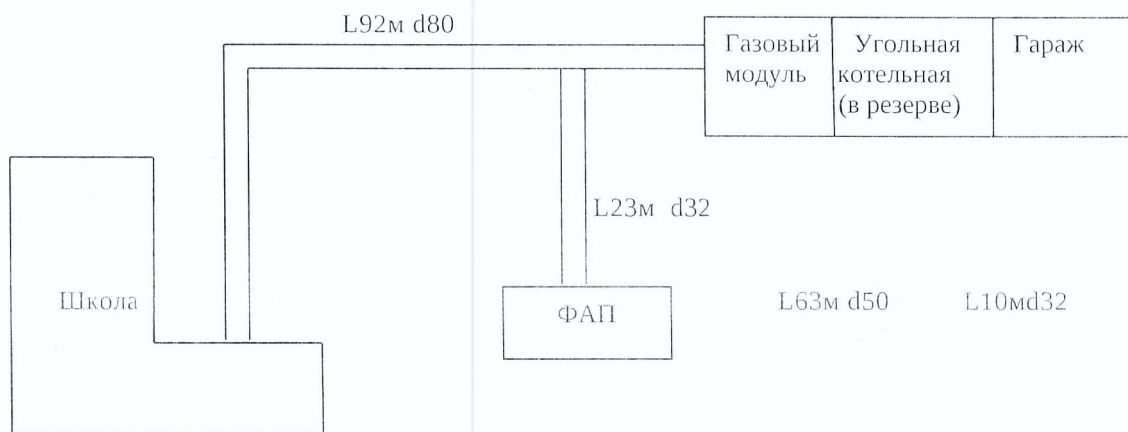 L92м d80
Газовый модуль
Угольная котельная (в резерве)
Гараж
L23м d32
Школа
ФАП
L63м d50
L10мd32